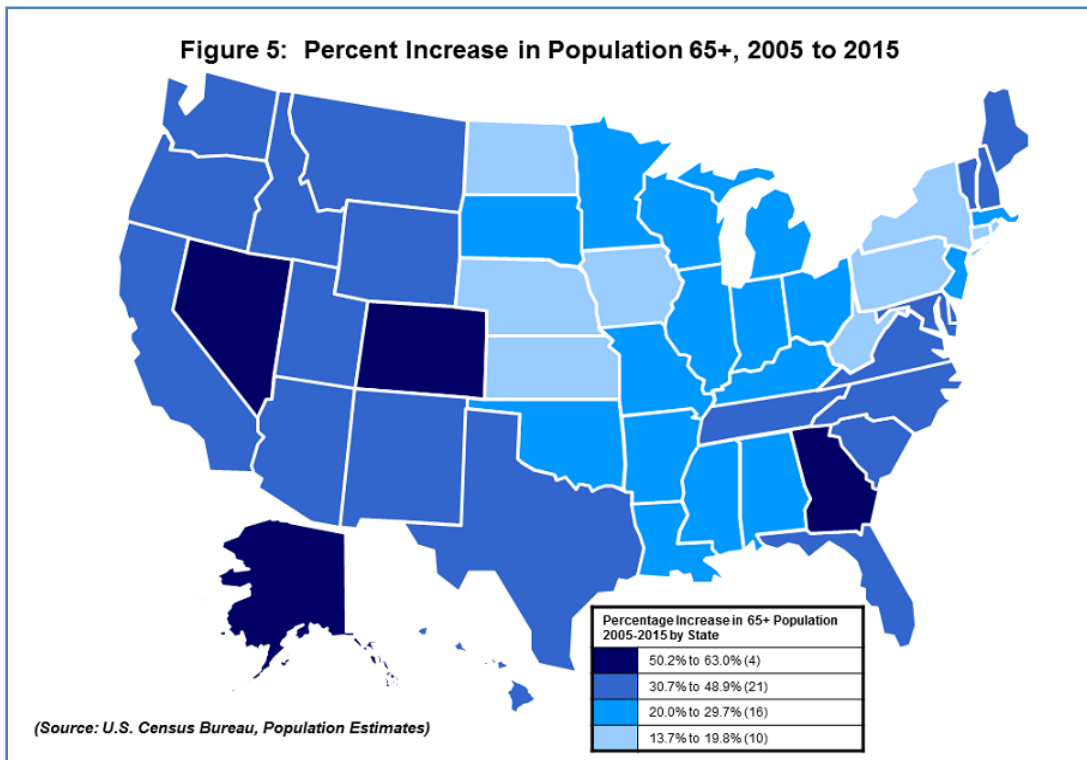 Figure 5:  Percent Increase in Population 65+, 2005 to 2015
Percentage Increase in 65+ Population
2005-2015 by State
50.2% to 63.0% (4)
30.7% to 48.9% (21)
20.0% to 29.7% (16)
13.7% to 19.8% (10)
(Source: U.S. Census Bureau, Population Estimates)